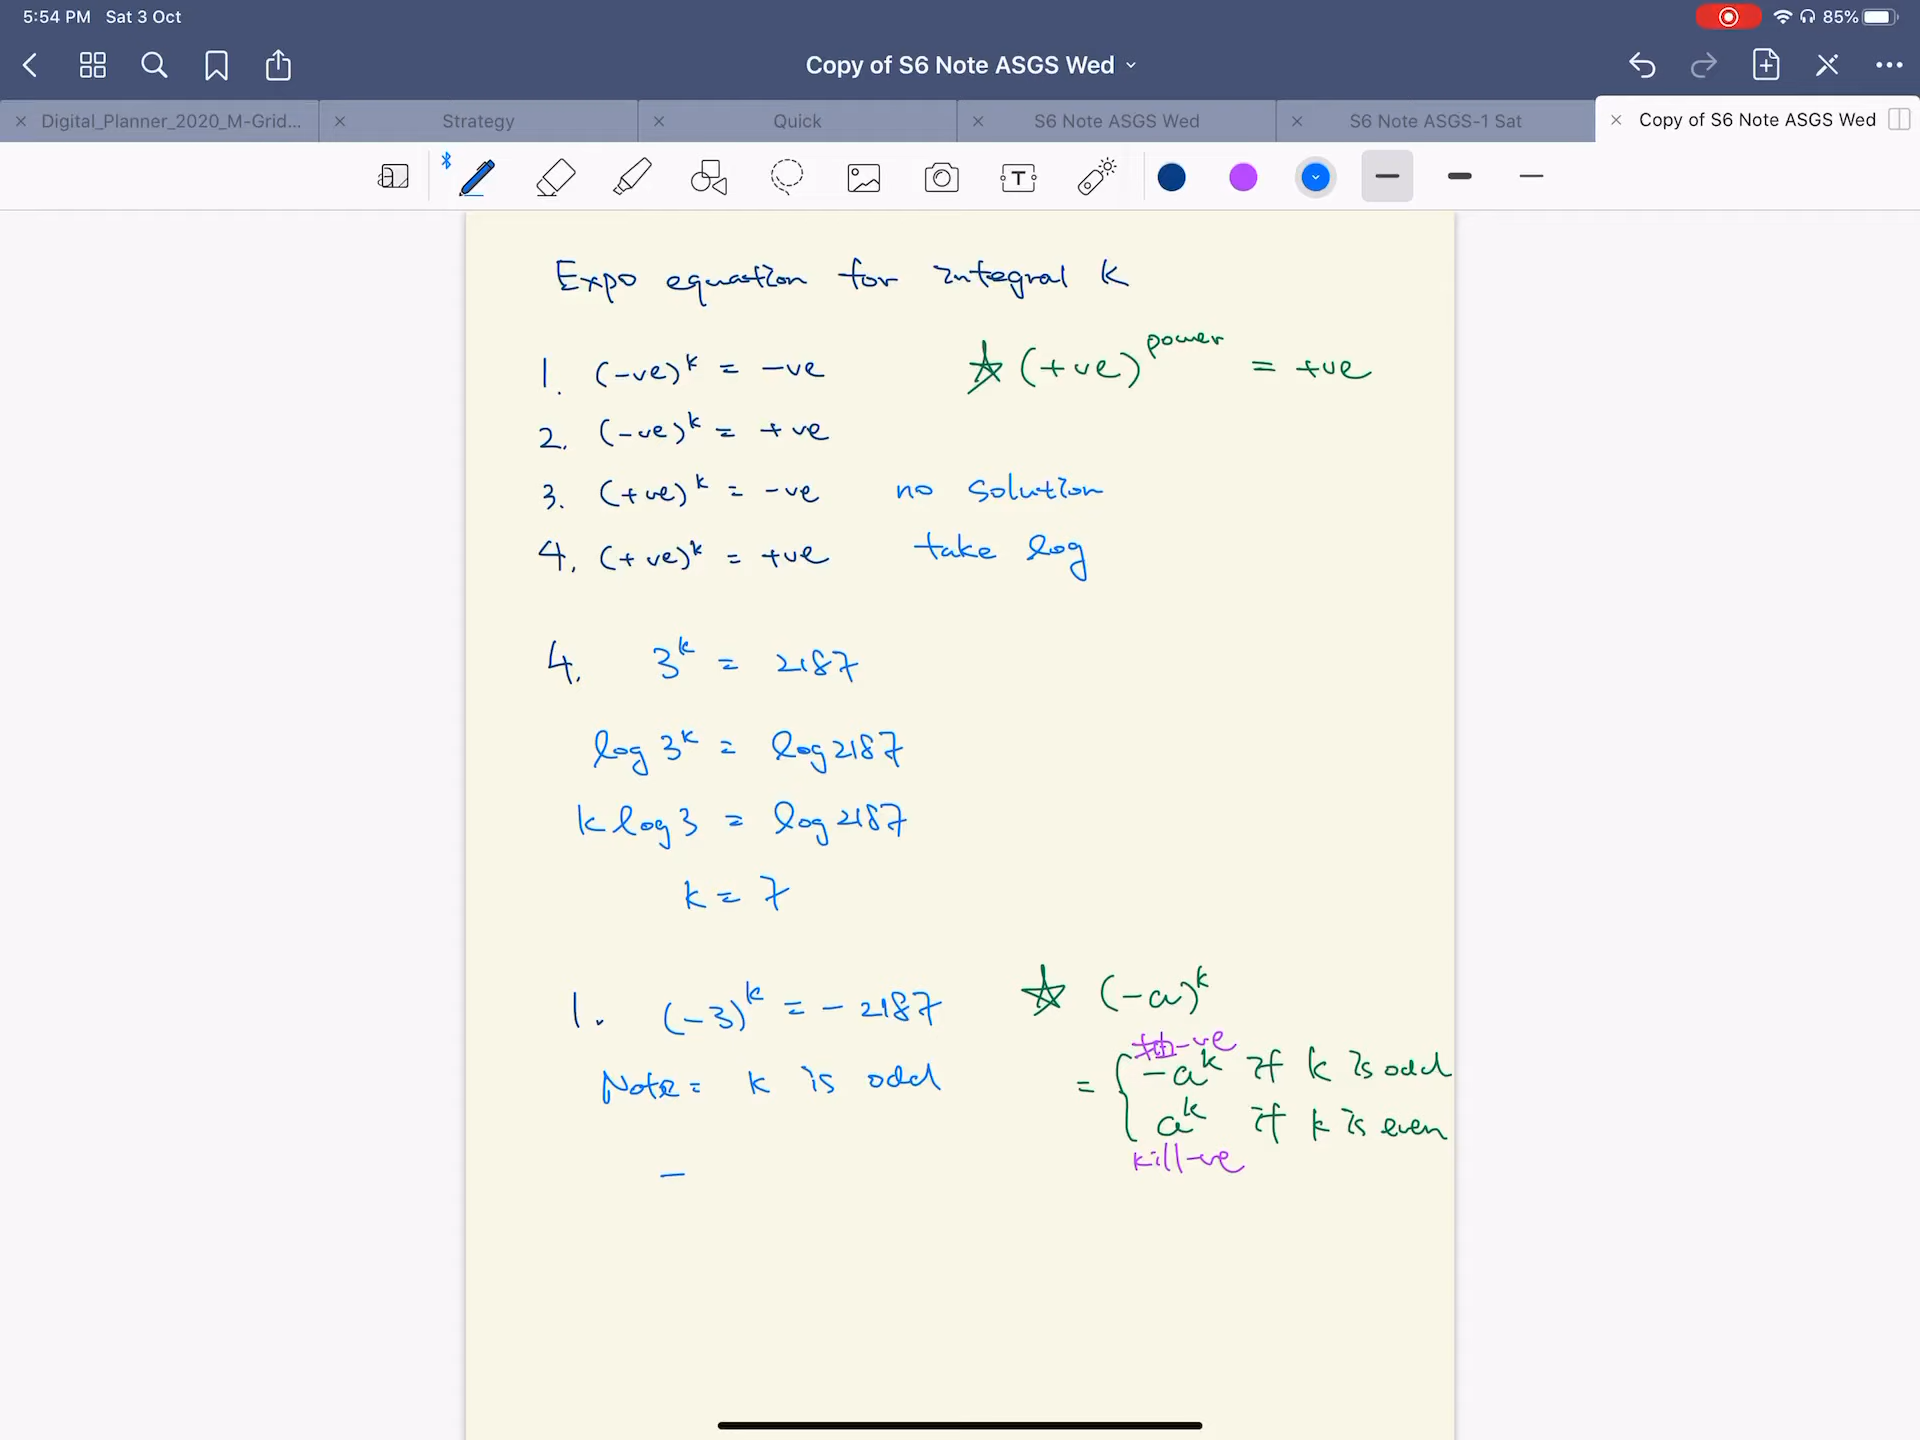 5:54 PM Sat 3 Oct
85%
Copy of S6 Note ASGS Wed
Digital_Planner_2020_M-Grid...
Strategy
Quick
S6 Note ASGS Wed
S6 Note ASGS-1 Sat
Copy of S6 Note ASGS Wed
Expo equation for integral k
1. (-ve)^k = -ve
☆ (+ve)^power = +ve
2. (-ve)^k = +ve
3. (+ve)^k = -ve no solution
4. (+ve)^k = +ve take log
4. 3^k = 2187
log 3^k = log 2187
k log 3 = log 2187
k = 7
1. (-3)^k = - 2187
Note = k is odd
☆ (-a)^k
-ve
= { -a^k if k is odd
a^k if k is even
kill-ve
-